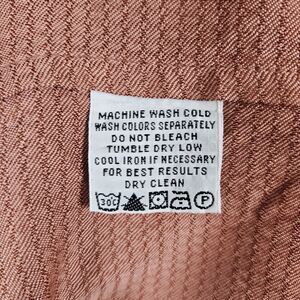 MACHINE WASH COLD
WASH COLORS SEPARATELY
DO NOT BLEACH
TUMBLE DRY LOW
COOL IRON IF NECESSARY
FOR BEST RESULTS
DRY CLEAN
30C P